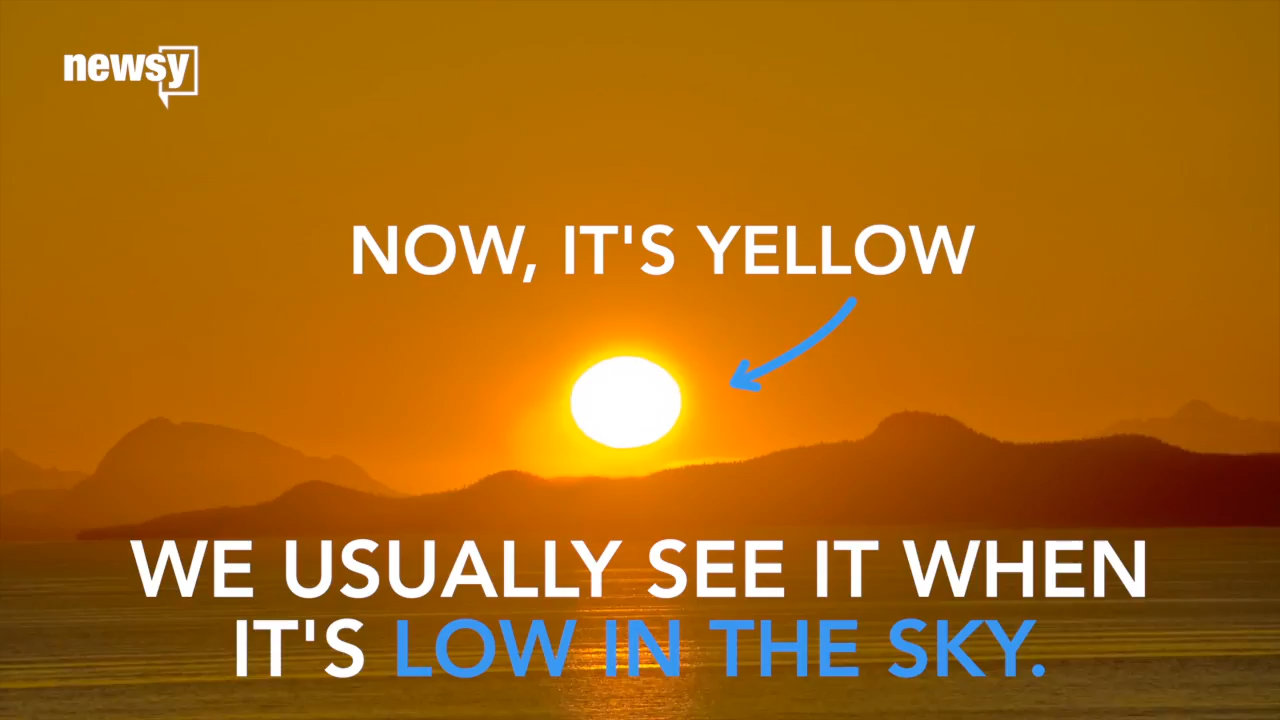 newsy
NOW, IT'S YELLOW
WE USUALLY SEE IT WHEN
IT'S LOW IN THE SKY.